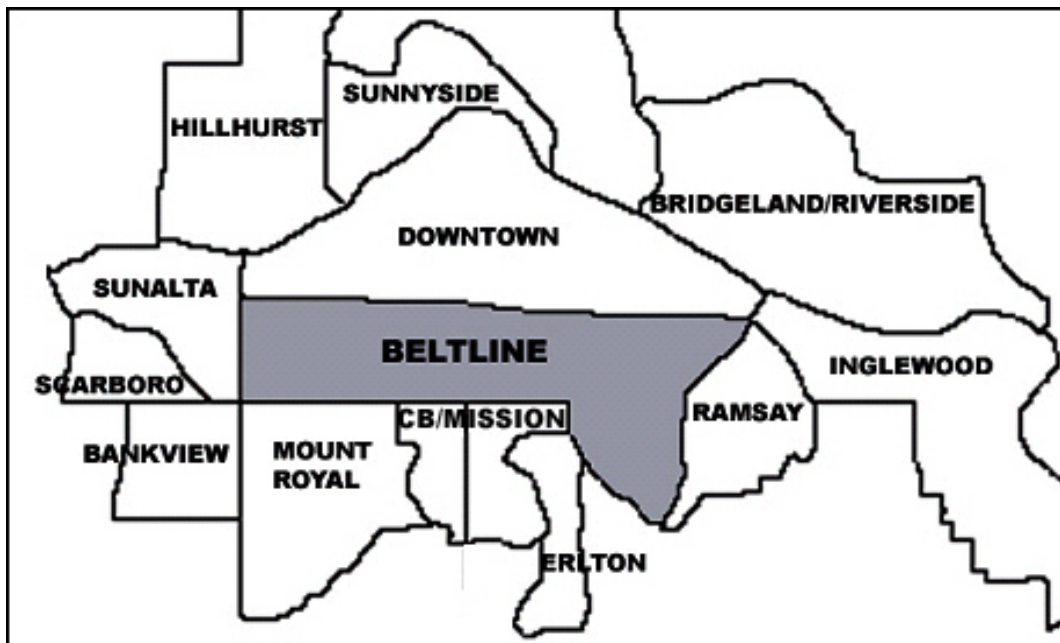 SUNNYSIDE
HILLHURST
BRIDGELAND/RIVERSIDE
DOWNTOWN
SUNALTA
BELTLINE
INGLEWOOD
SCARBORO
RAMSAY
CB/MISSION
BANKVIEW
MOUNT
ROYAL
ERLTON